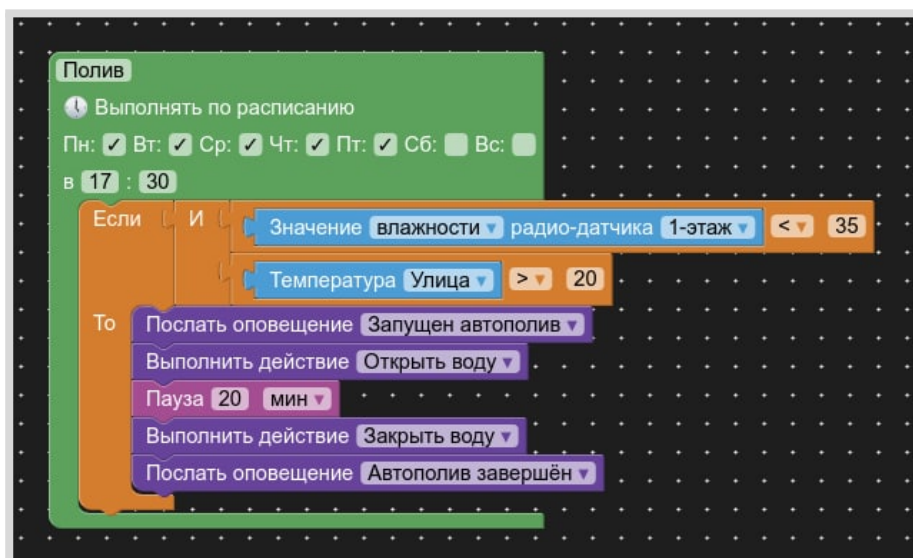 Полив
Выполнять по расписанию
Пн: ✓ Вт: ✓ Ср: ✓ Чт: ✓ Пт: ✓ Сб: Вс:
в 17 : 30
Если И Значение влажности радио-датчика 1-этаж < 35
Температура Улица > 20
То Послать оповещение Запущен автополив
Выполнить действие Открыть воду
Пауза 20 мин
Выполнить действие Закрыть воду
Послать оповещение Автополив завершён